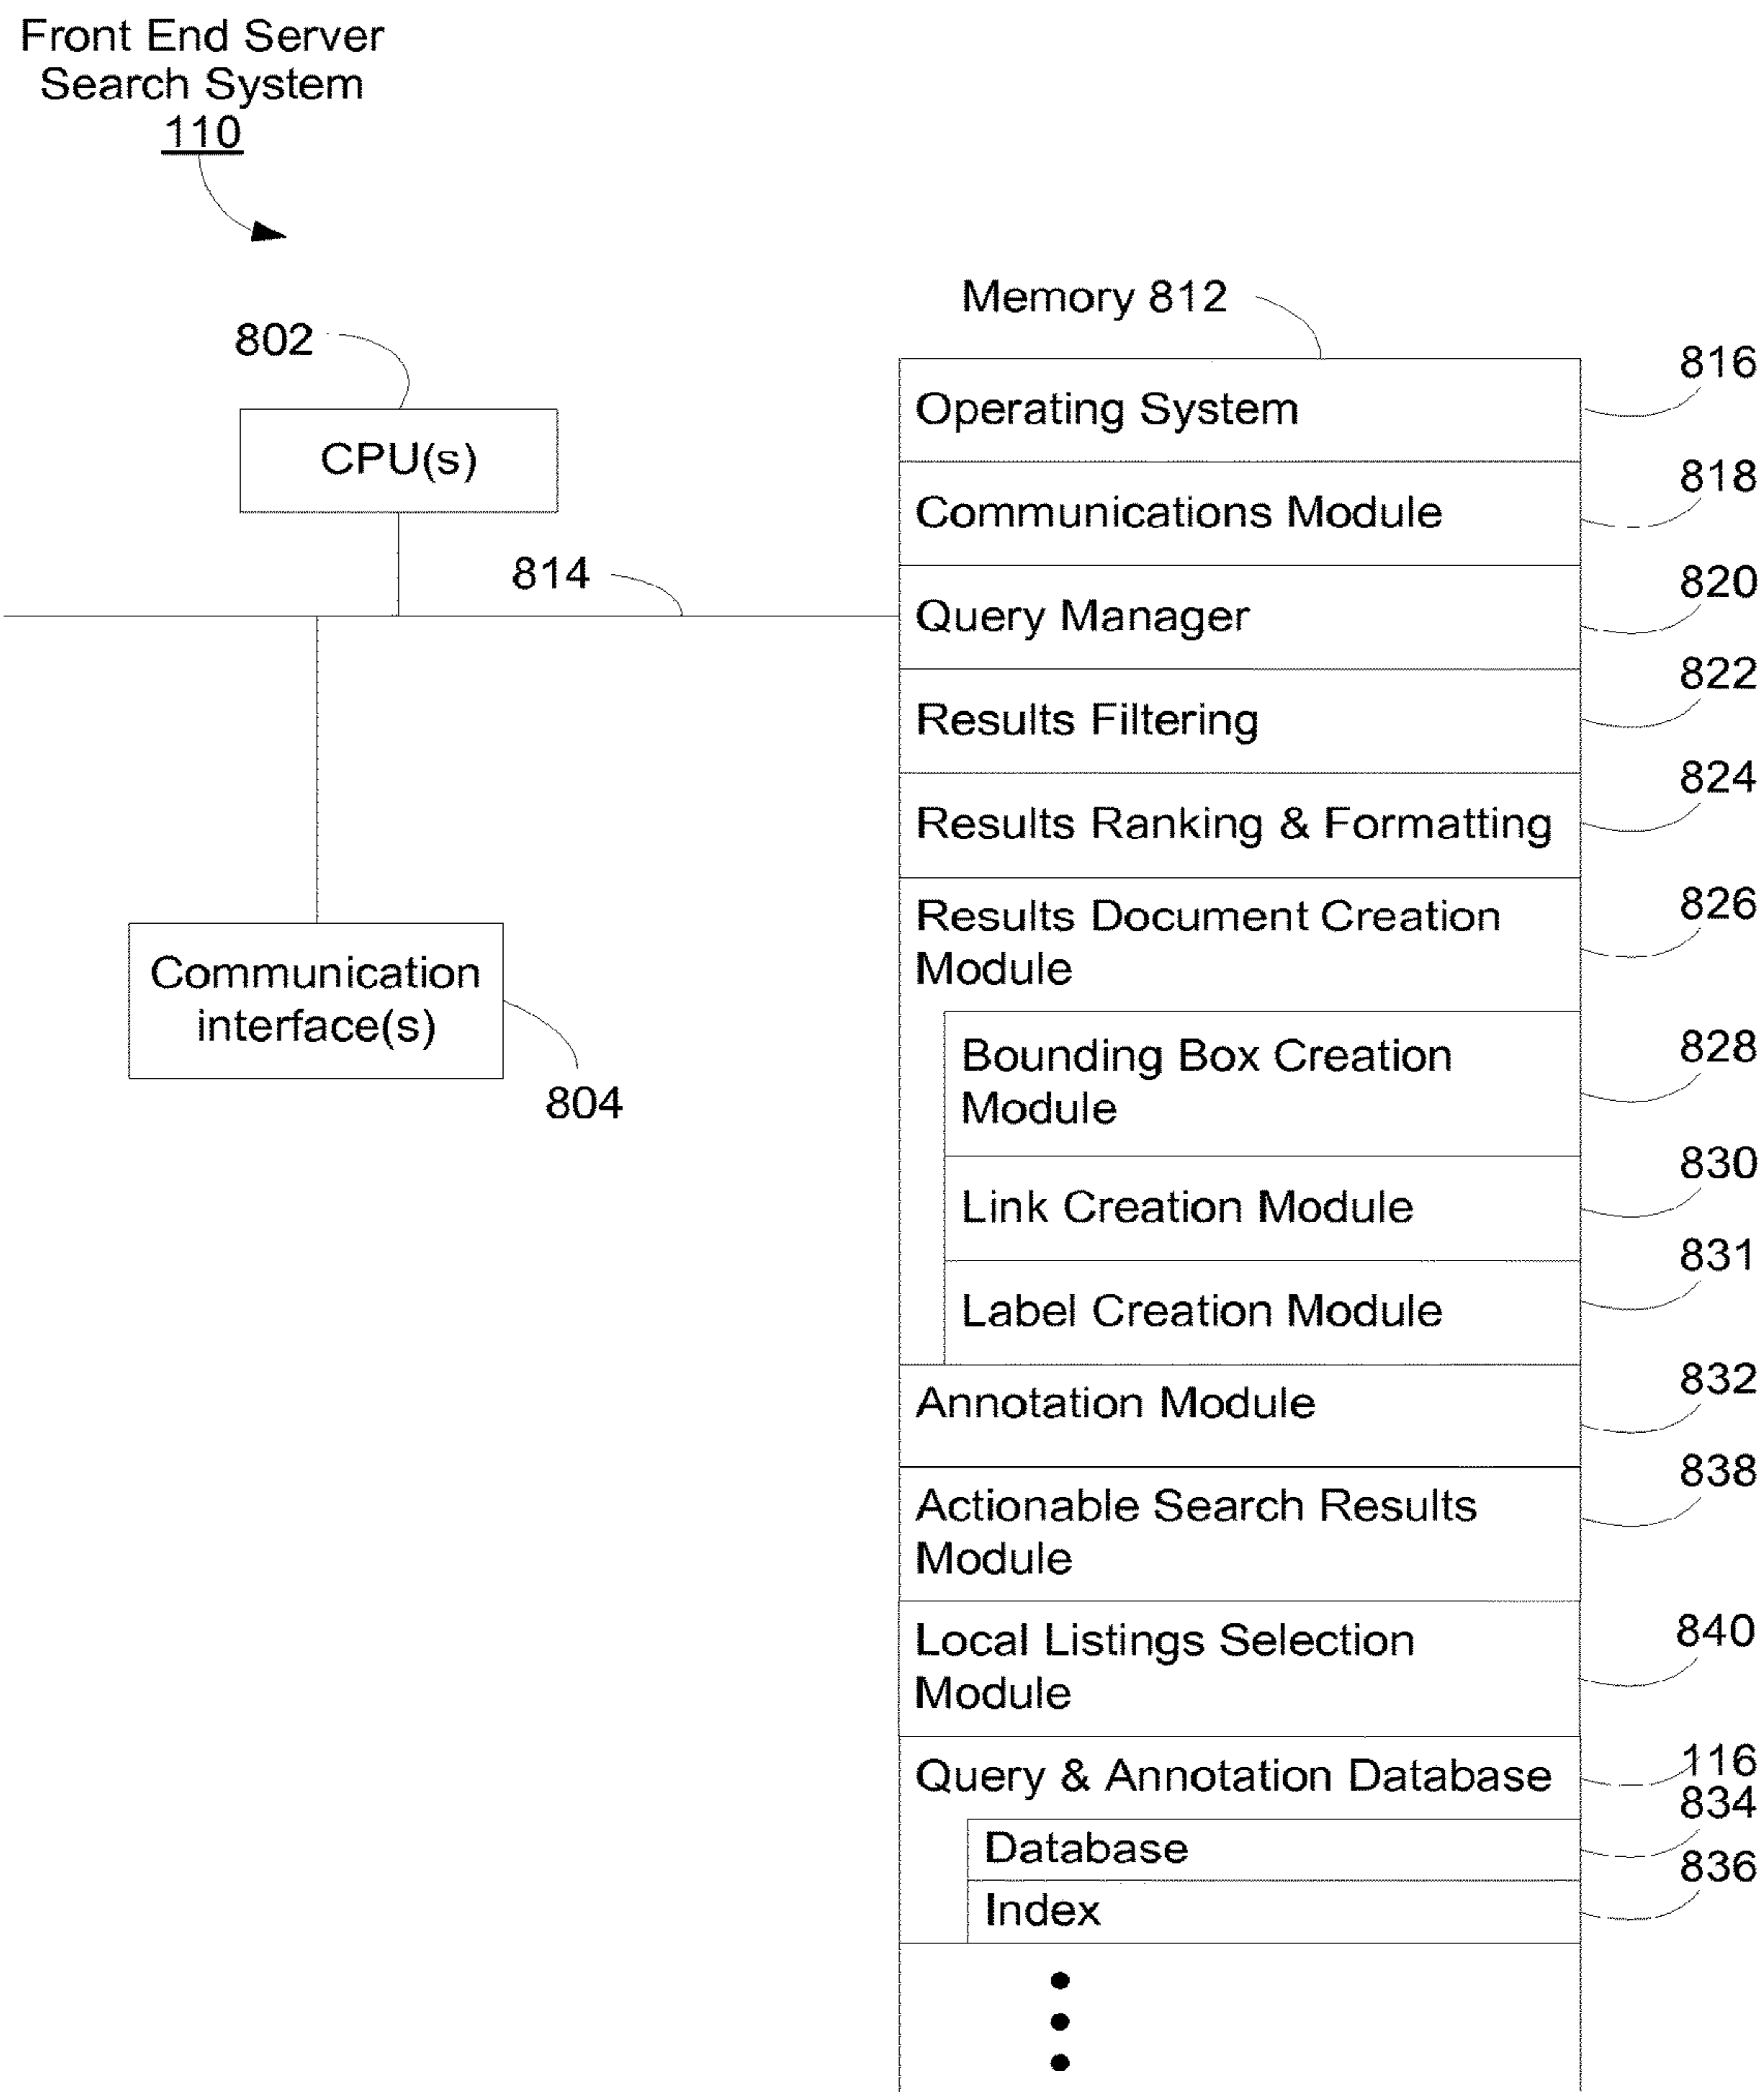 Front End Server
Search System
110
Memory 812
802
816
Operating System
CPU(s)
818
Communications Module
814
820
Query Manager
822
Results Filtering
824
Results Ranking & Formatting
826
Results Document Creation
Module
Communication
interface(s)
804
828
Bounding Box Creation
Module
830
Link Creation Module
831
Label Creation Module
832
Annotation Module
838
Actionable Search Results
Module
840
Local Listings Selection
Module
116
Query & Annotation Database
834
Database
836
Index